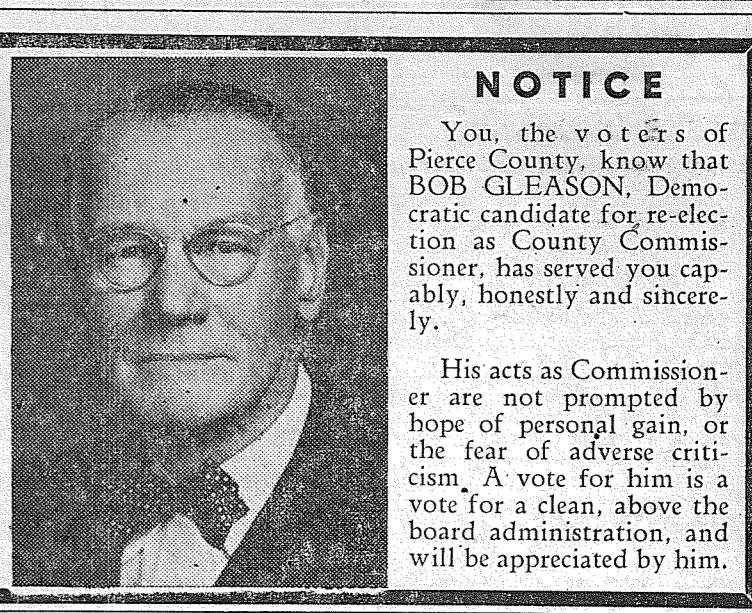 NOTICE
You, the voters of
Pierce County, know that
BOB GLEASON, Demo-
cratic candidate for re-elec-
tion as County Commis-
sioner, has served you cap-
ably, honestly and sincere-
ly.
His acts as Commission-
er are not prompted by
hope of personal gain, or
the fear of adverse criti-
cism. A vote for him is a
vote for a clean, above the
board administration, and
will be appreciated by him.